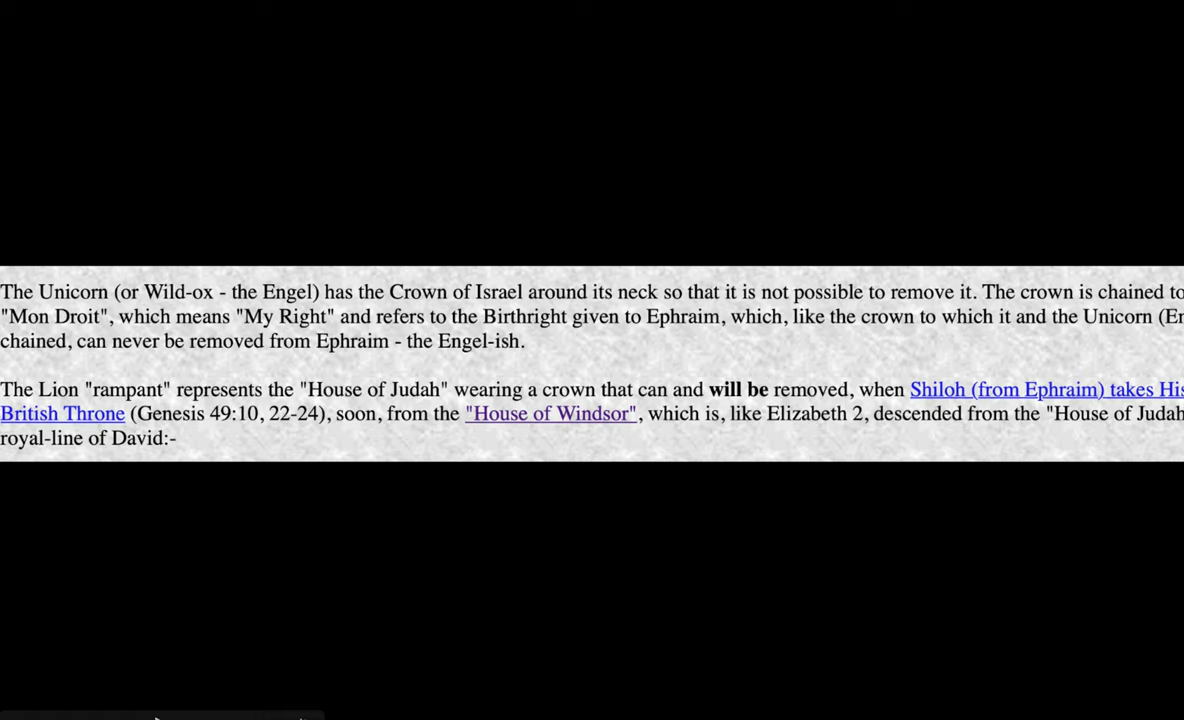 The Unicorn (or Wild-ox - the Engel) has the Crown of Israel around its neck so that it is not possible to remove it. The crown is chained to
"Mon Droit", which means "My Right" and refers to the Birthright given to Ephraim, which, like the crown to which it and the Unicorn
chained, can never be removed from Ephraim - the Engel-ish.
The Lion "rampant" represents the "House of Judah" wearing a crown that can and will be removed, when Shiloh (from Ephraim) takes His
British Throne (Genesis 49:10, 22-24), soon, from the "House of Windsor", which is, like Elizabeth 2, descended from the "House of Judah
royal-line of David:-